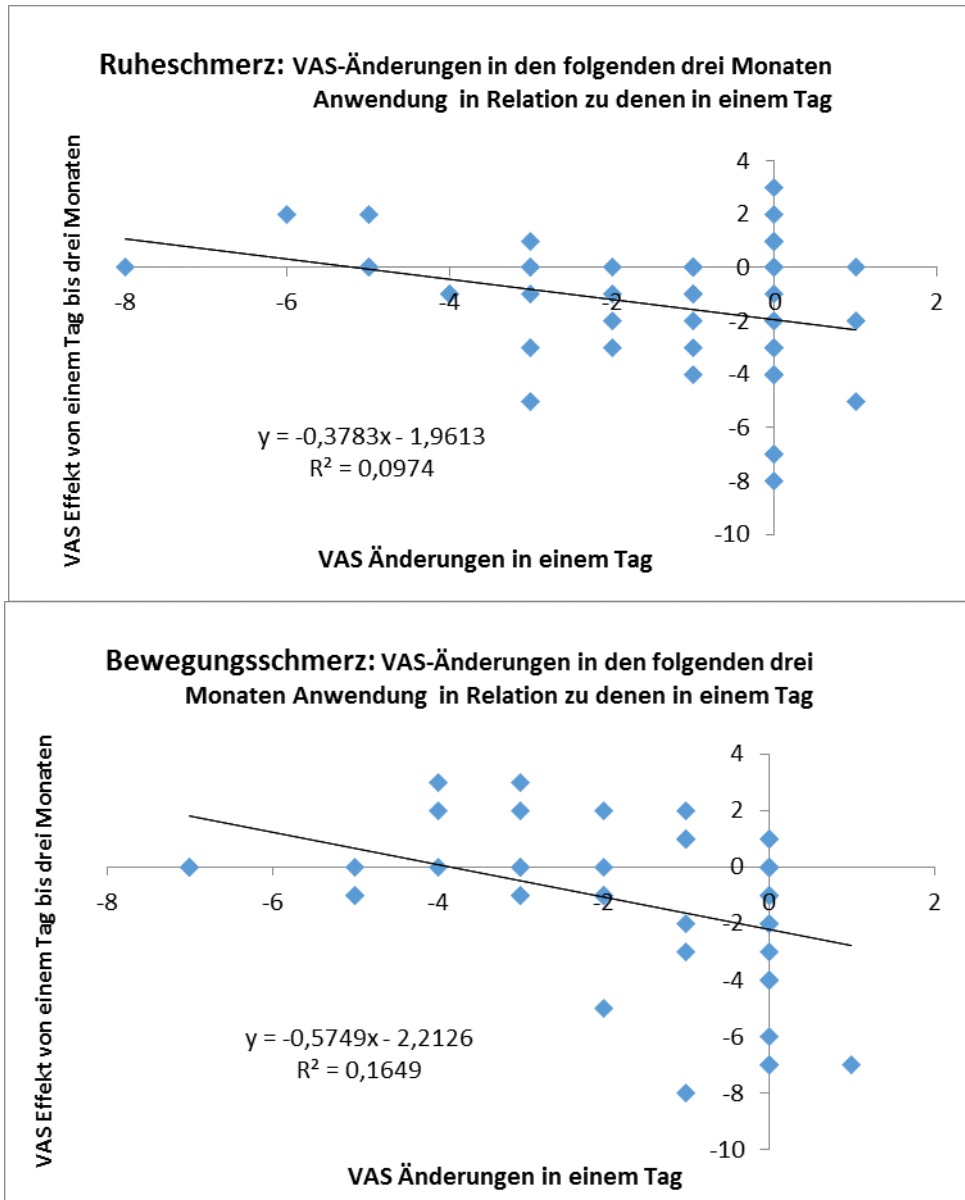 Ruheschmerz: VAS-Änderungen in den folgenden drei Monaten
Anwendung in Relation zu denen in einem Tag
VAS Effekt von einem Tag bis drei Monaten
4
2
0
-2
-4
-6
-8
-10
-8
-6
-4
-2
0
2
y = -0,3783x - 1,9613
R² = 0,0974
VAS Änderungen in einem Tag
Bewegungsschmerz: VAS-Änderungen in den folgenden drei
Monaten Anwendung in Relation zu denen in einem Tag
VAS Effekt von einem Tag bis drei Monaten
4
2
0
-2
-4
-6
-8
-10
-8
-6
-4
-2
0
2
y = -0,5749x - 2,2126
R² = 0,1649
VAS Änderungen in einem Tag